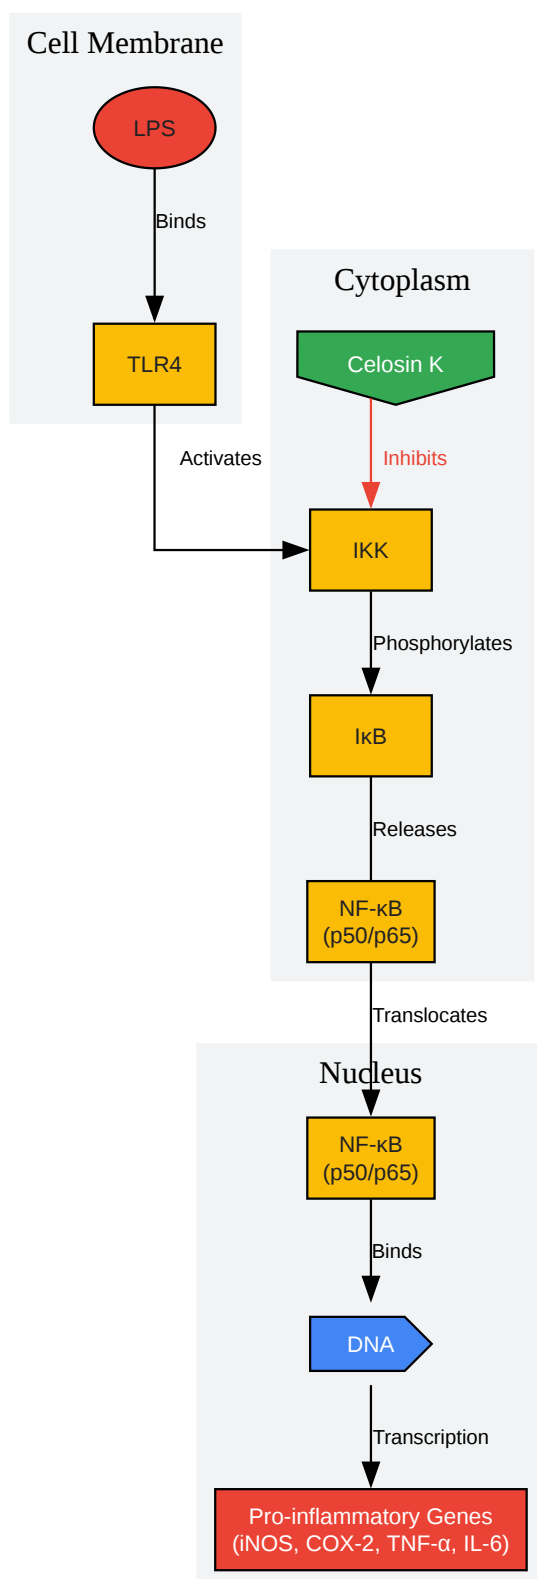 Cell Membrane
LPS
Binds
TLR4
Activates
Cytoplasm
Celosin K
Inhibits
IKK
Phosphorylates
IκB
Releases
NF-κB
(p50/p65)
Translocates
Nucleus
NF-κB
(p50/p65)
Binds
DNA
Transcription
Pro-inflammatory Genes
(iNOS, COX-2, TNF-α, IL-6)